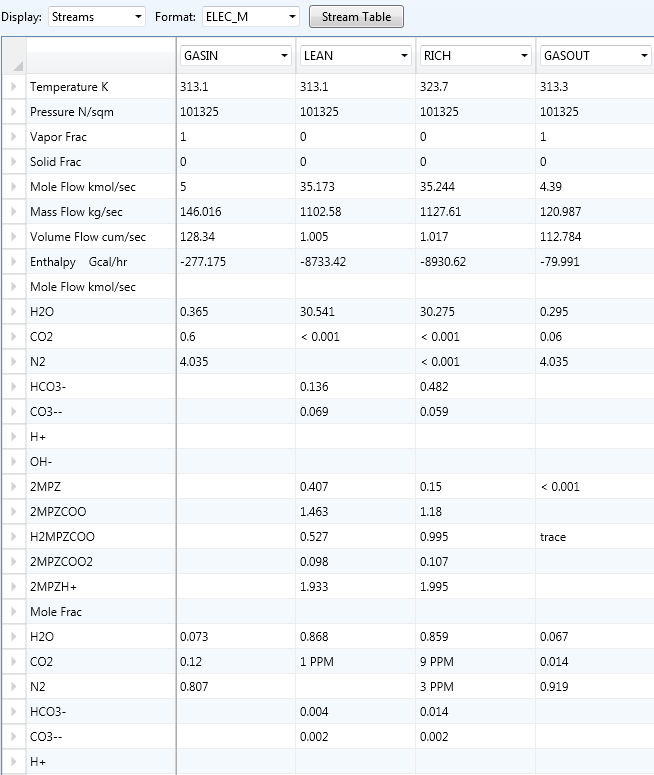 Display: Streams Format: ELEC_M Stream Table
GASIN LEAN RICH GASOUT
Temperature K 313.1 313.1 323.7 313.3
Pressure N/sqm 101325 101325 101325 101325
Vapor Frac 1 0 0 1
Solid Frac 0 0 0 0
Mole Flow kmol/sec 5 35.173 35.244 4.39
Mass Flow kg/sec 146.016 1102.58 1127.61 120.987
Volume Flow cum/sec 128.34 1.005 1.017 112.784
Enthalpy Gcal/hr -277.175 -8733.42 -8930.62 -79.991
Mole Flow kmol/sec
H2O 0.365 30.541 30.275 0.295
CO2 0.6 < 0.001 < 0.001 0.06
N2 4.035 < 0.001 4.035
HCO3- 0.136 0.482
CO3-- 0.069 0.059
H+
OH-
2MPZ 0.407 0.15 < 0.001
2MPZCOO 1.463 1.18
H2MPZCOO 0.527 0.995 trace
2MPZCOO2 0.098 0.107
2MPZH+ 1.933 1.995
Mole Frac
H2O 0.073 0.868 0.859 0.067
CO2 0.12 1 PPM 9 PPM 0.014
N2 0.807 3 PPM 0.919
HCO3- 0.004 0.014
CO3-- 0.002 0.002
H+